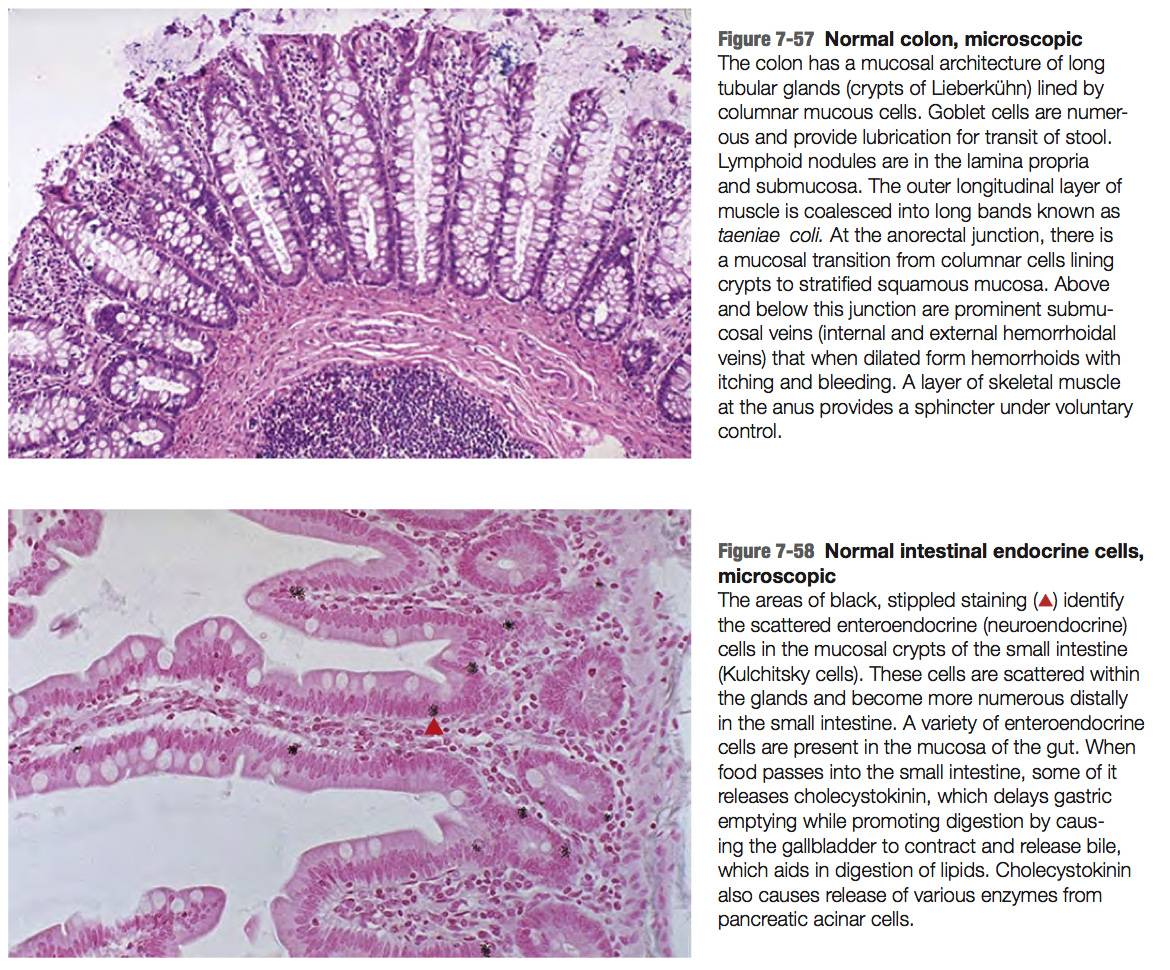 Figure 7-57 Normal colon, microscopic
The colon has a mucosal architecture of long
tubular glands (crypts of Lieberkühn) lined by
columnar mucous cells. Goblet cells are numer-
ous and provide lubrication for transit of stool.
Lymphoid nodules are in the lamina propria
and submucosa. The outer longitudinal layer of
muscle is coalesced into long bands known as
taeniae coli. At the anorectal junction, there is
a mucosal transition from columnar cells lining
crypts to stratified squamous mucosa. Above
and below this junction are prominent submu-
cosal veins (internal and external hemorrhoidal
veins) that when dilated form hemorrhoids with
itching and bleeding. A layer of skeletal muscle
at the anus provides a sphincter under voluntary
control.
Figure 7-58 Normal intestinal endocrine cells,
microscopic
The areas of black, stippled staining (▲) identify
the scattered enteroendocrine (neuroendocrine)
cells in the mucosal crypts of the small intestine
(Kulchitsky cells). These cells are scattered within
the glands and become more numerous distally
in the small intestine. A variety of enteroendocrine
cells are present in the mucosa of the gut. When
food passes into the small intestine, some of it
releases cholecystokinin, which delays gastric
emptying while promoting digestion by caus-
ing the gallbladder to contract and release bile,
which aids in digestion of lipids. Cholecystokinin
also causes release of various enzymes from
pancreatic acinar cells.